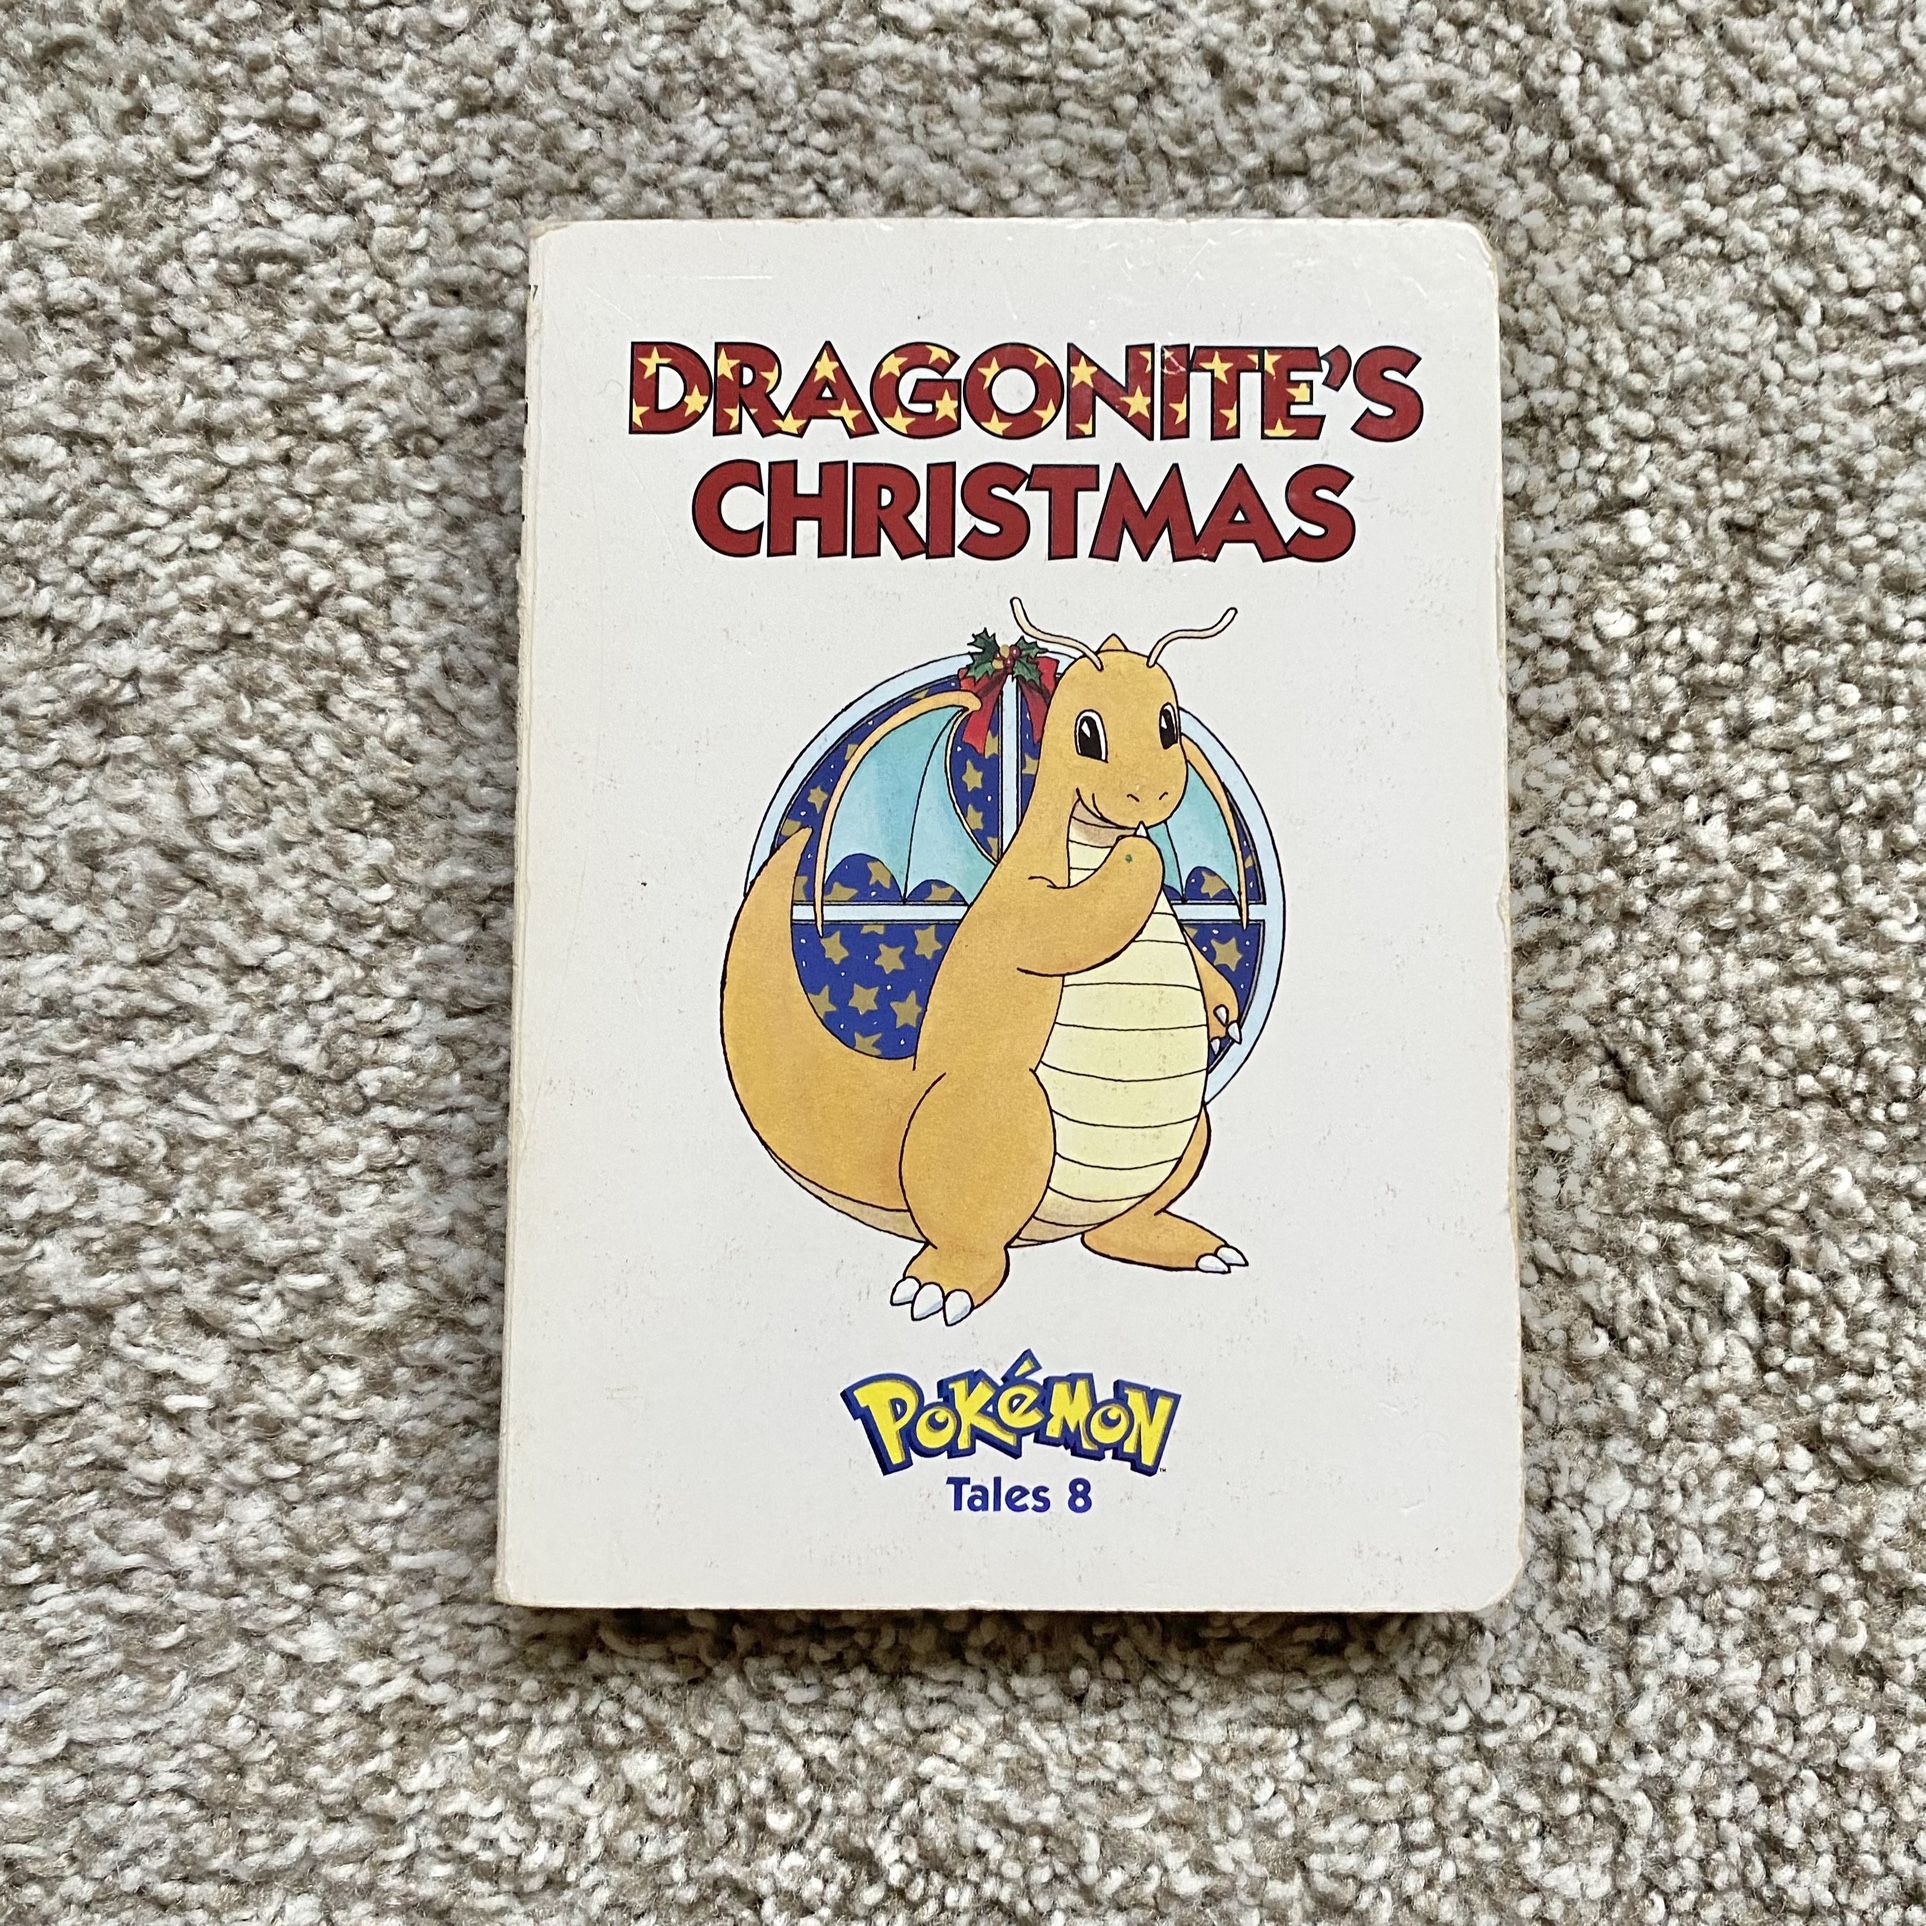 DRAGONITE'S
CHRISTMAS
POKéMON
Tales 8